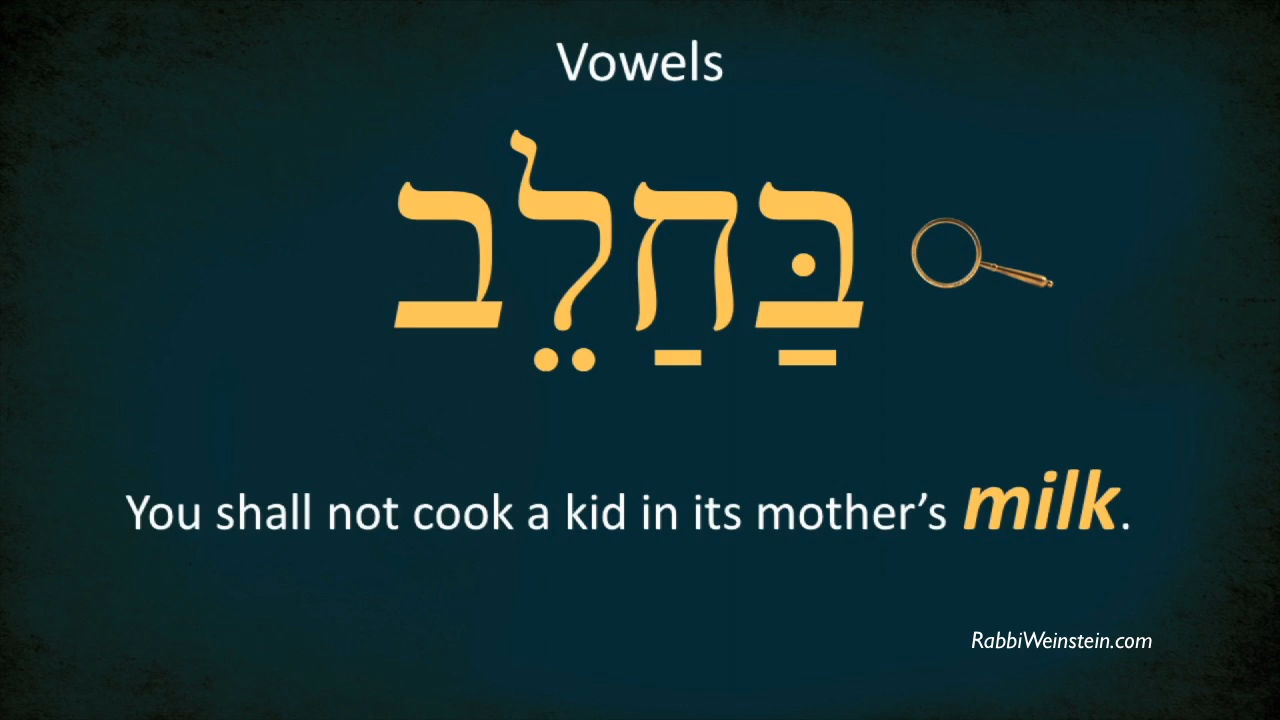 Vowels
בַּחַלֵב
You shall not cook a kid in its mother’s milk.
RabbiWeinstein.com